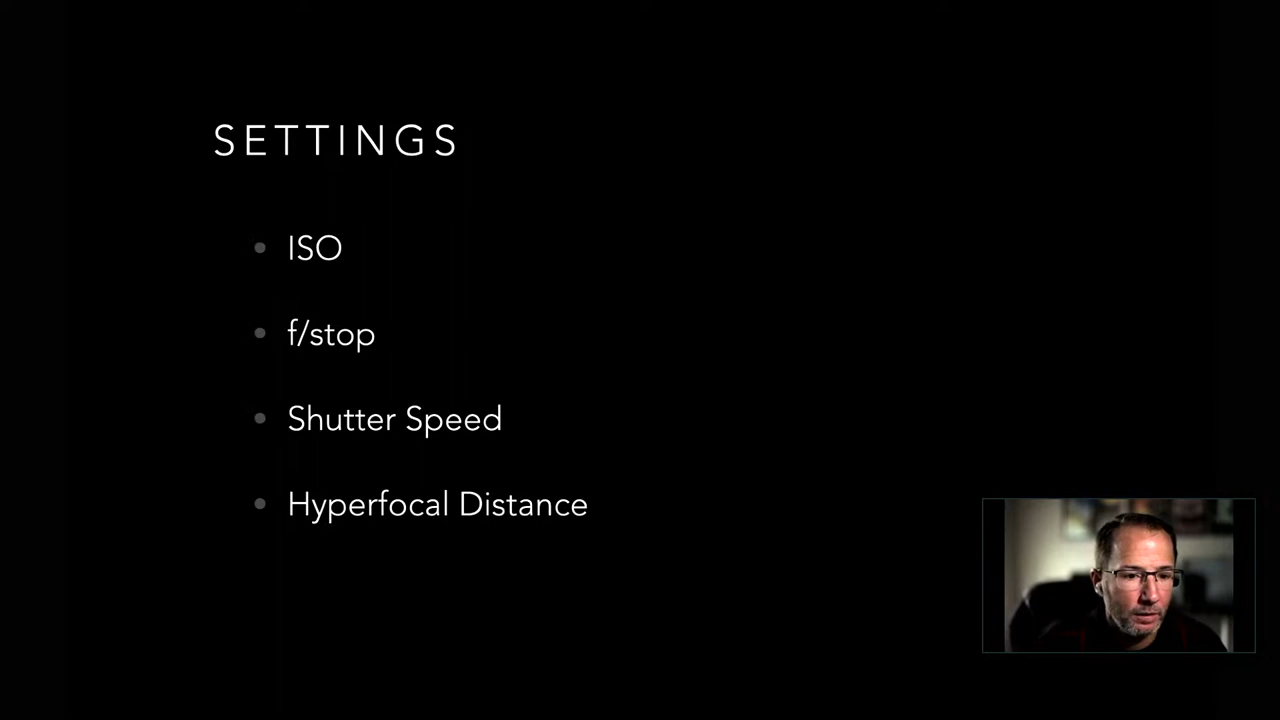 SETTINGS
• ISO
• f/stop
• Shutter Speed
• Hyperfocal Distance